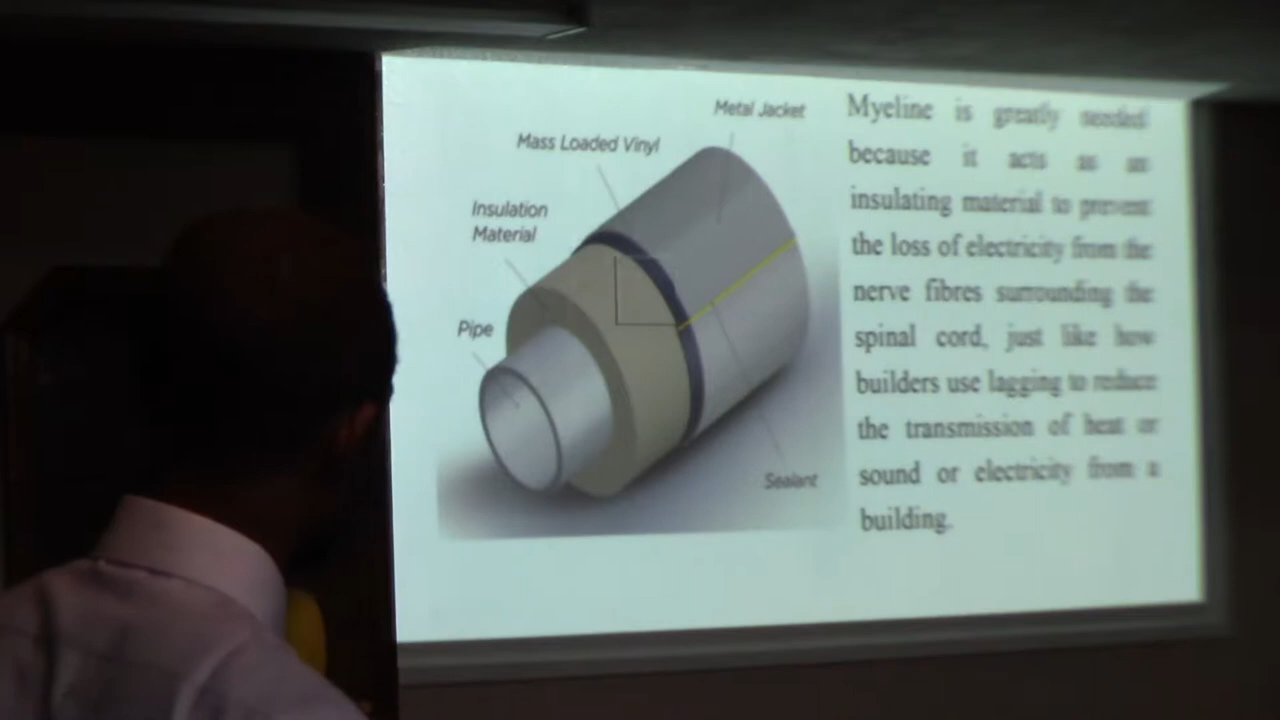 Metal Jacket
Mass Loaded Vinyl
Insulation
Material
Pipe
Sealant
Myeline is greatly needed
because it acts as an
insulating material to prevent
the loss of electricity from the
nerve fibres surrounding the
spinal cord, just like how
builders use lagging to reduce
the transmission of heat or
sound or electricity from a
building.